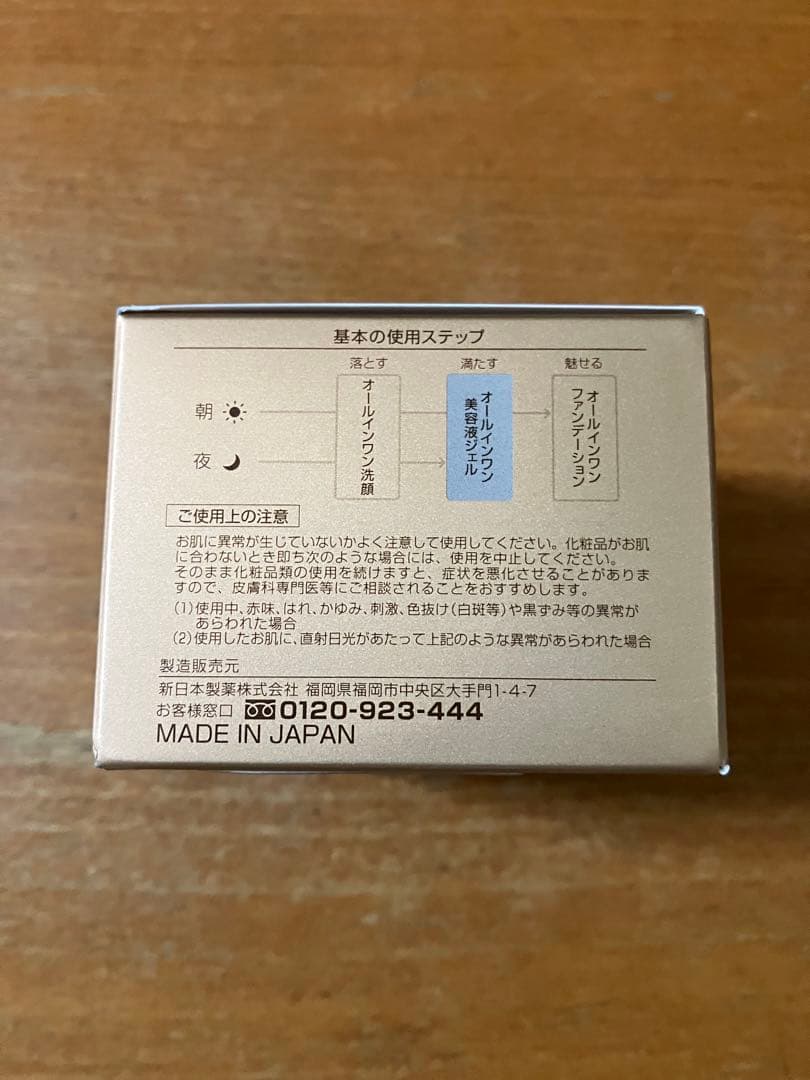 基本の使用ステップ
落とす 満たす 魅せる
朝
夜
オールインワン洗顔
オールインワン
美容液ジェル
オールインワン
ファンデーション
ご使用上の注意
お肌に異常が生じていないかよく注意して使用してください。化粧品がお肌
に合わないとき即ち次のような場合には、使用を中止してください。
そのまま化粧品類の使用を続けますと、症状を悪化させることがありま
すので、皮膚科専門医等にご相談されることをおすすめします。
(1)使用中、赤味、はれ、かゆみ、刺激、色抜け(白斑等)や黒ずみ等の異常が
あらわれた場合
(2)使用したお肌に、直射日光があたって上記のような異常があらわれた場合
製造販売元
新日本製薬株式会社 福岡県福岡市中央区大手門1-4-7
お客様窓口 0120-923-444
MADE IN JAPAN